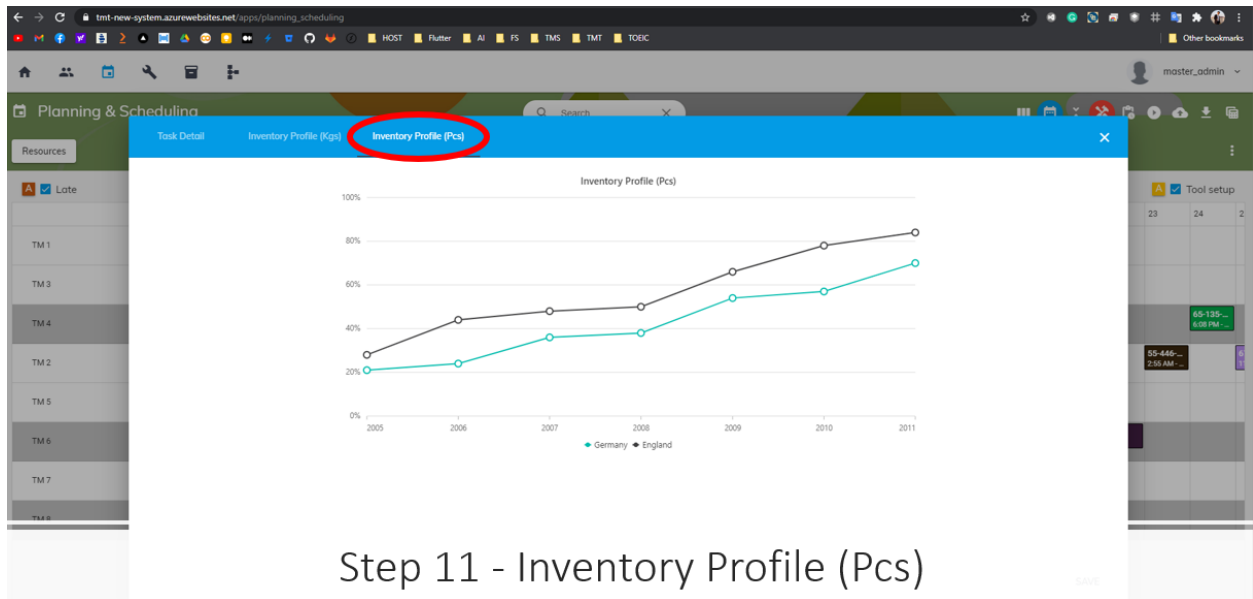 tmt-new-system.azurewebsites.net/apps/planning_scheduling
HOST Flutter AI FS TMS TMT TOEIC Other bookmarks
master_admin
Planning & Scheduling
Search
Task Detail Inventory Profile (Kgs) Inventory Profile (Pcs)
Resources
Inventory Profile (Pcs)
A Late
A Tool setup
100%
23 24 2
80%
TM 1
60%
TM 3
40%
TM 4
65-135-...
6:08 PM - ...
20%
TM 2
55-446-...
2:55 AM - ...
TM 5
0%
2005 2006 2007 2008 2009 2010 2011
TM 6
Germany England
TM 7
TM 8
Step 11 - Inventory Profile (Pcs)
SAVE